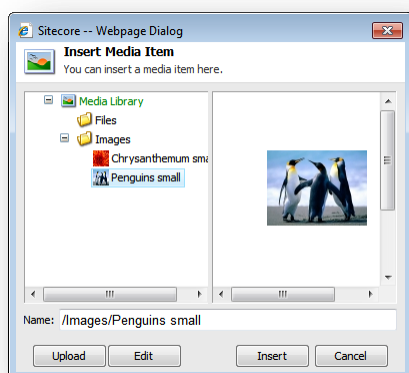 Sitecore -- Webpage Dialog
Insert Media Item
You can insert a media item here.
Media Library
Files
Images
Chrysanthemum sma
Penguins small
Name: /Images/Penguins small
Upload Edit Insert Cancel